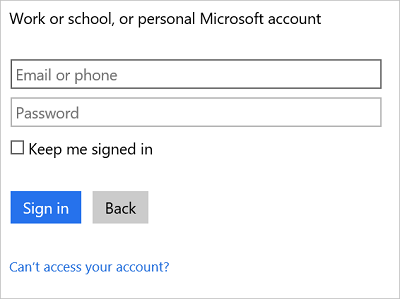 Work or school, or personal Microsoft account
Email or phone
Password
Keep me signed in
Sign in
Back
Can't access your account?